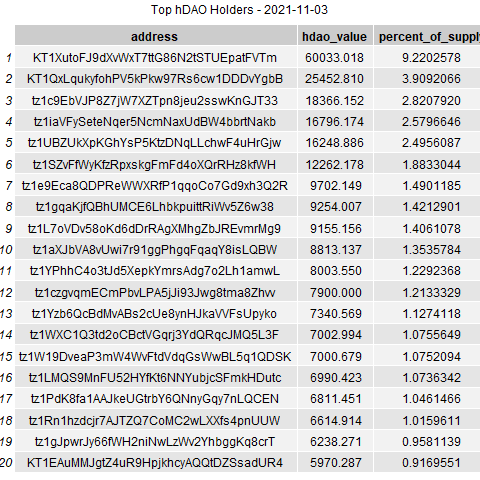 Top hDAO Holders - 2021-11-03
address hdao_value percent_of_supply
1 KT1XutoFJ9dXvWxT7ttG86N2tSTUEpatFVTm 60033.018 9.2202578
2 KT1QxLqukyfohPV5kPkw97Rs6cw1DDDvYgbB 25452.810 3.9092066
3 tz1c9EbVJP8Z7jW7XZTpn8jeu2sswKnGJT33 18366.152 2.8207920
4 tz1iaVFySeteNqer5NcmNaxUdBW4bbrtNakb 16796.174 2.5796646
5 tz1UBZUkXpKGhYsP5KtzDNqLLchwF4uHrGjw 16248.886 2.4956087
6 tz1SZvFfWyKfzRpxskgFmFd4oXQrRHz8kfWH 12262.178 1.8833044
7 tz1e9Eca8QDPReWWXRfP1qqoCo7Gd9xh3Q2R 9702.149 1.4901185
8 tz1gqaKjfQBhUMCE6LhbkpuittRiWv5Z6w38 9254.007 1.4212901
9 tz1L7oVDv58oKd6dDrRAgXMhgZbJREvmrMg9 9155.156 1.4061078
10 tz1aXJbVA8vUwi7r91ggPhgqFqaqY8isLQBW 8813.137 1.3535784
11 tz1YPhhC4o3tJd5XepkYmrsAdg7o2Lh1amwL 8003.550 1.2292368
12 tz1czgvqmECmPbvLPA5jJi93Jwg8tma8Zhvv 7900.000 1.2133329
13 tz1Yzb6QcBdMvABs2cUe8ynHJkaVVFsUpyko 7340.569 1.1274118
14 tz1WXC1Q3td2oCBctVGqrj3YdQRqcJMQ5L3F 7002.994 1.0755649
15 tz1W19DveaP3mW4WvFtdVdqGsWwBL5q1QDSK 7000.679 1.0752094
16 tz1LMQS9MnFU52HYfKt6NNYubjcSFmkHDutc 6990.423 1.0736342
17 tz1PdK8fa1AAJkeUGtrbY6QNnyGqy7nLQCEN 6811.451 1.0461466
18 tz1Rn1hzdcjr7AJTZQ7CoMC2wLXXfs4pnUUW 6614.914 1.0159611
19 tz1gJpwrJy66fWH2niNwLzWv2YhbggKq8crT 6238.271 0.9581139
20 KT1EAuMMJgtZ4uR9HpjkhcyAQQtDZSsadUR4 5970.287 0.9169551